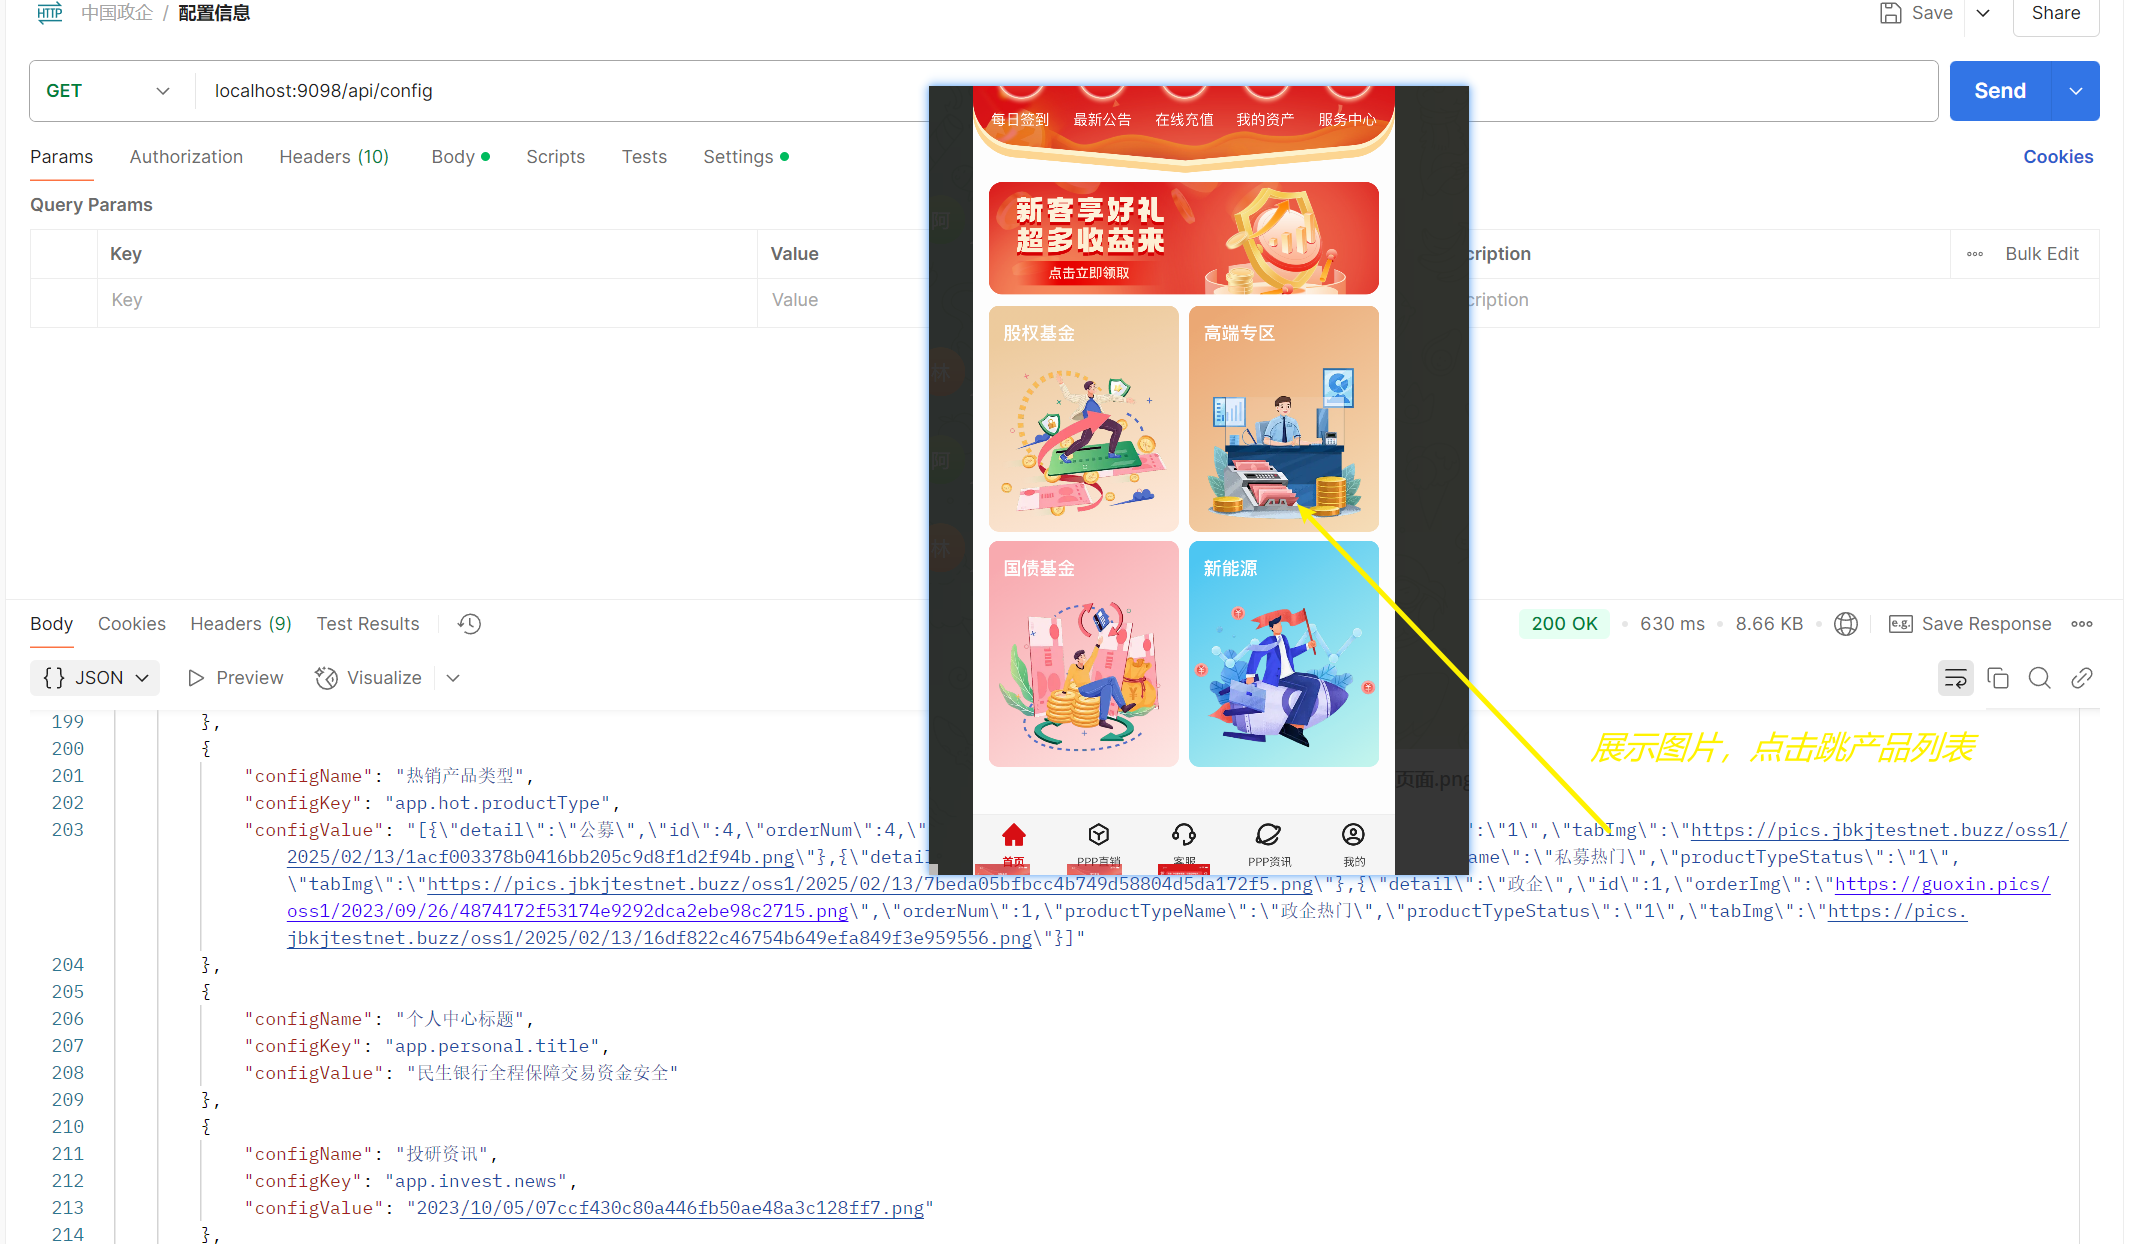 HTTP 中国政企 / 配置信息
Save
Share
GET
localhost:9098/api/config
Send
Params
Authorization
Headers (10)
Body
Scripts
Tests
Settings
Cookies
Query Params
Key
Value
cription
Bulk Edit
Key
Value
cription
每日签到
最新公告
在线充值
我的资产
服务中心
新客享好礼
超多收益来
点击立即领取
股权基金
高端专区
国债基金
新能源
首页
PPP直销
客服
PPP资讯
我的
页面.png
展示图片，点击跳产品列表
Body
Cookies
Headers (9)
Test Results
200 OK
630 ms
8.66 KB
e.g.
Save Response
{} JSON
Preview
Visualize
199 },
200 {
201 "configName": "热销产品类型",
202 "configKey": "app.hot.productType",
203 "configValue": "[{\"detail\":\"公募\",\"id\":4,\"orderNum\":4,\" :\"1\",\"tabImg\":\"https://pics.jbkjtestnet.buzz/oss1/
2025/02/13/1acf003378b0416bb205c9d8f1d2f94b.png\"},{\"detail ame\":\"私募热门\",\"productTypeStatus\":\"1\",
\"tabImg\":\"https://pics.jbkjtestnet.buzz/oss1/2025/02/13/7beda05bfbcc4b749d58804d5da172f5.png\"},{\"detail\":\"政企\",\"id\":1,\"orderImg\":\"https://guoxin.pics/
oss1/2023/09/26/4874172f53174e9292dca2ebe98c2715.png\",\"orderNum\":1,\"productTypeName\":\"政企热门\",\"productTypeStatus\":\"1\",\"tabImg\":\"https://pics.
jbkjtestnet.buzz/oss1/2025/02/13/16df822c46754b649efa849f3e959556.png\"}]"
204 },
205 {
206 "configName": "个人中心标题",
207 "configKey": "app.personal.title",
208 "configValue": "民生银行全程保障交易资金安全"
209 },
210 {
211 "configName": "投研资讯",
212 "configKey": "app.invest.news",
213 "configValue": "2023/10/05/07ccf430c80a446fb50ae48a3c128ff7.png"
214 },